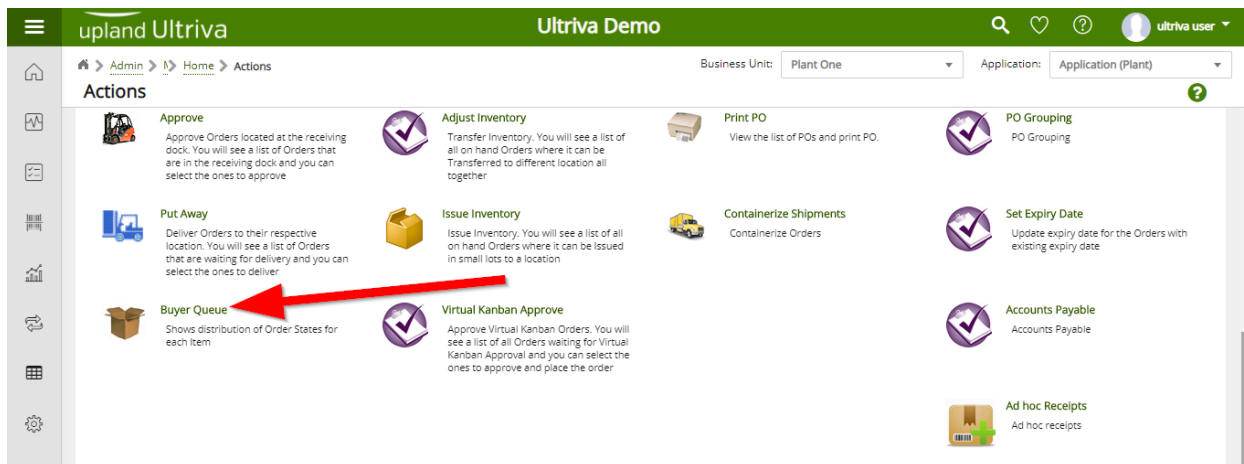 upland Ultriva
Ultriva Demo
ultriva user
Admin
Home
Actions
Business Unit:
Plant One
Application:
Application (Plant)
Actions
Approve
Approve Orders located at the receiving
dock. You will see a list of Orders that
are in the receiving dock and you can
select the ones to approve
Adjust Inventory
Transfer Inventory. You will see a list of
all on hand Orders where it can be
Transferred to different location all
together
Print PO
View the list of POs and print PO.
PO Grouping
PO Grouping
Put Away
Deliver Orders to their respective
location. You will see a list of Orders
that are waiting for delivery and you can
select the ones to deliver
Issue Inventory
Issue Inventory. You will see a list of all
on hand Orders where it can be Issued
in small lots to a location
Containerize Shipments
Containerize Orders
Set Expiry Date
Update expiry date for the Orders with
existing expiry date
Buyer Queue
Shows distribution of Order States for
each Item
Virtual Kanban Approve
Approve Virtual Kanban Orders. You will
see a list of all Orders waiting for Virtual
Kanban Approval and you can select the
ones to approve and place the order
Accounts Payable
Accounts Payable
Ad hoc Receipts
Ad hoc receipts